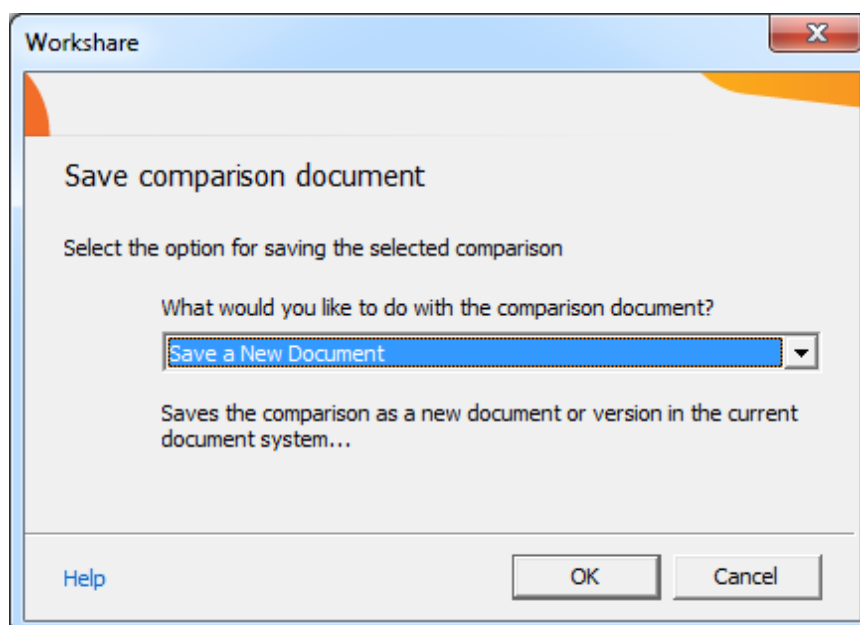 Workshare
Save comparison document
Select the option for saving the selected comparison
What would you like to do with the comparison document?
Save a New Document
Saves the comparison as a new document or version in the current
document system...
Help
OK
Cancel